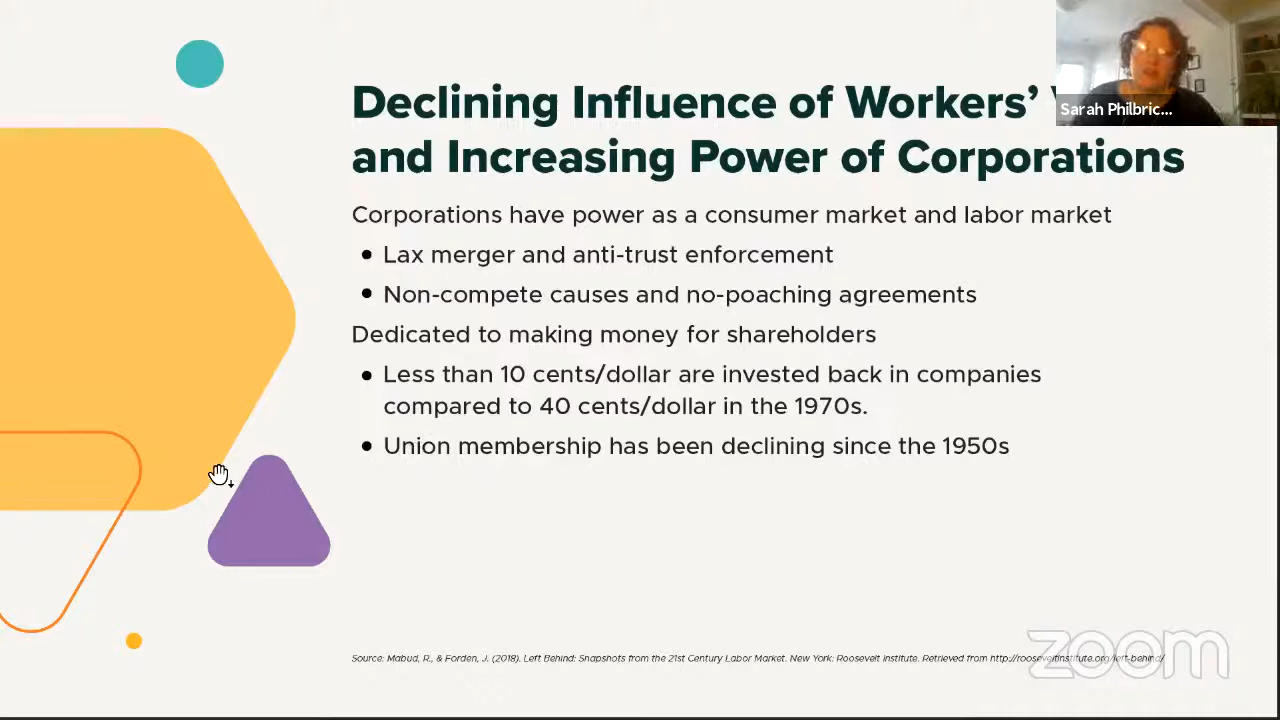 Declining Influence of Workers’
Sarah Philbric...
and Increasing Power of Corporations
Corporations have power as a consumer market and labor market
• Lax merger and anti-trust enforcement
• Non-compete causes and no-poaching agreements
Dedicated to making money for shareholders
• Less than 10 cents/dollar are invested back in companies
compared to 40 cents/dollar in the 1970s.
• Union membership has been declining since the 1950s
Source: Mabud, R., & Forden, J. (2018). Left Behind: Snapshots from the 21st Century Labor Market. New York: Roosevelt Institute. Retrieved from http://rooseveltinstitute.org/left-behind/
zoom